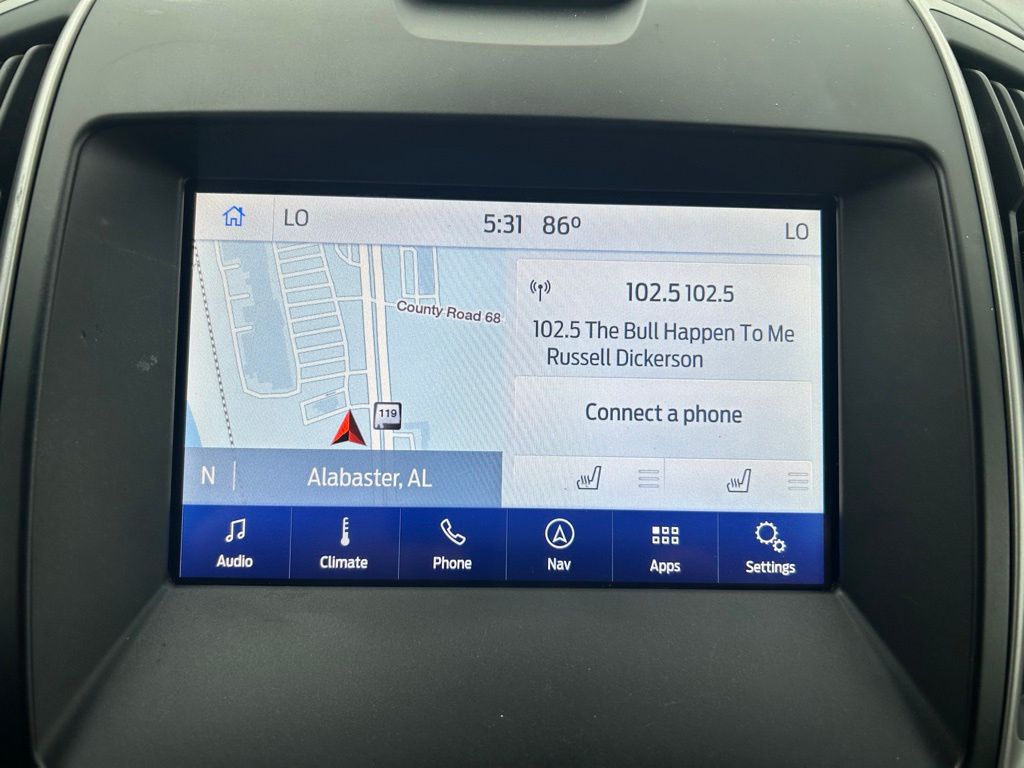 LO 5:31 86º LO
County Road 68
119
N Alabaster, AL
102.5 102.5
102.5 The Bull Happen To Me
Russell Dickerson
Connect a phone
Audio Climate Phone Nav Apps Settings